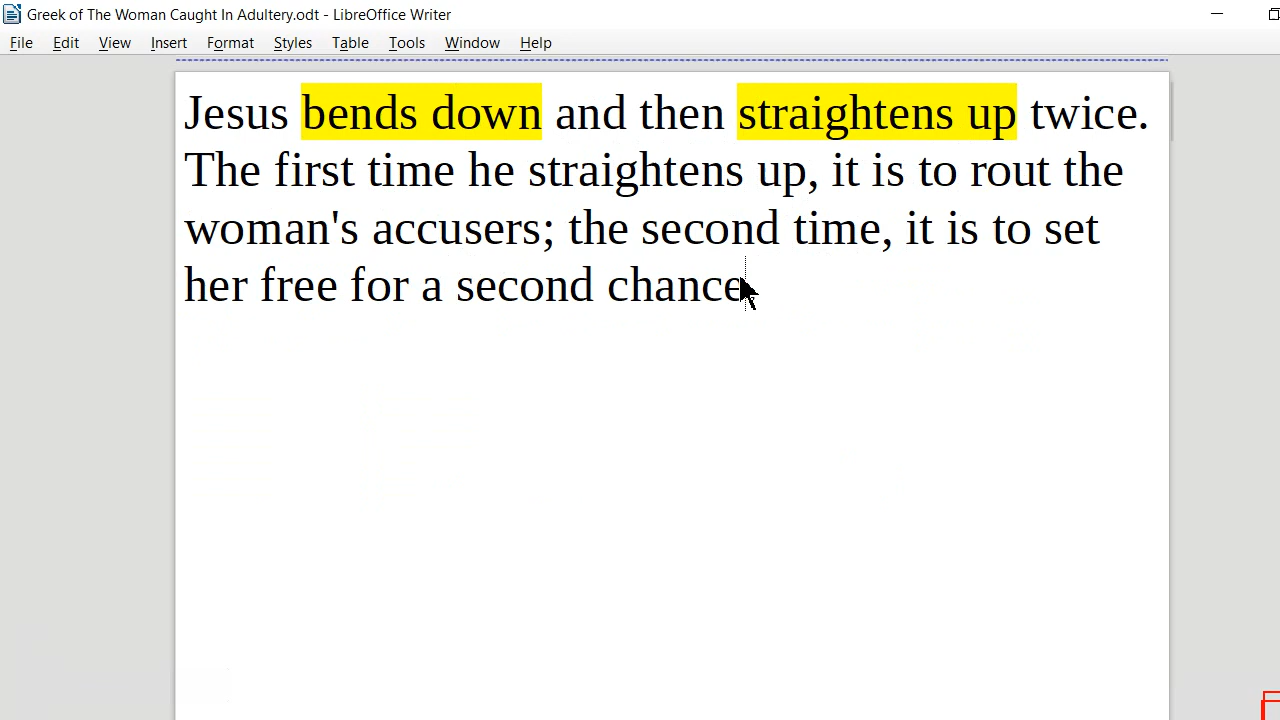 Greek of The Woman Caught In Adultery.odt - LibreOffice Writer
File Edit View Insert Format Styles Table Tools Window Help
Jesus bends down and then straightens up twice.
The first time he straightens up, it is to rout the
woman's accusers; the second time, it is to set
her free for a second chance